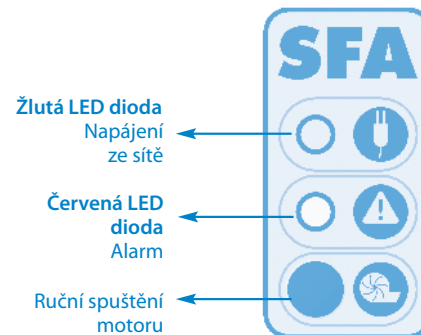 SFA
Žlutá LED dioda
Napájení
ze sítě
Červená LED
dioda
Alarm
Ruční spuštění
motoru